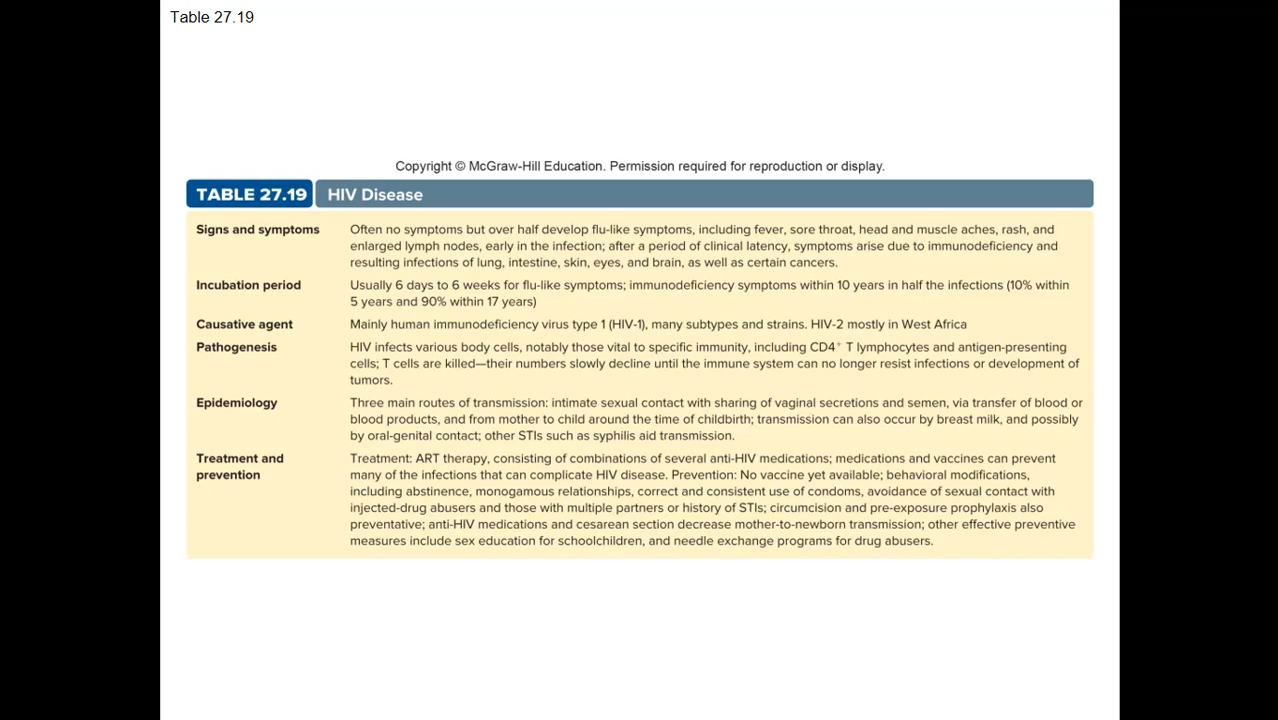 Table 27.19
Copyright © McGraw-Hill Education. Permission required for reproduction or display.
TABLE 27.19 HIV Disease
Signs and symptoms Often no symptoms but over half develop flu-like symptoms, including fever, sore throat, head and muscle aches, rash, and
enlarged lymph nodes, early in the infection; after a period of clinical latency, symptoms arise due to immunodeficiency and
resulting infections of lung, intestine, skin, eyes, and brain, as well as certain cancers.
Incubation period Usually 6 days to 6 weeks for flu-like symptoms; immunodeficiency symptoms within 10 years in half the infections (10% within
5 years and 90% within 17 years)
Causative agent Mainly human immunodeficiency virus type 1 (HIV-1), many subtypes and strains. HIV-2 mostly in West Africa
Pathogenesis HIV infects various body cells, notably those vital to specific immunity, including CD4⁺ T lymphocytes and antigen-presenting
cells; T cells are killed—their numbers slowly decline until the immune system can no longer resist infections or development of
tumors.
Epidemiology Three main routes of transmission: intimate sexual contact with sharing of vaginal secretions and semen, via transfer of blood or
blood products, and from mother to child around the time of childbirth; transmission can also occur by breast milk, and possibly
by oral-genital contact; other STIs such as syphilis aid transmission.
Treatment and Treatment: ART therapy, consisting of combinations of several anti-HIV medications; medications and vaccines can prevent
prevention many of the infections that can complicate HIV disease. Prevention: No vaccine yet available; behavioral modifications,
including abstinence, monogamous relationships, correct and consistent use of condoms, avoidance of sexual contact with
injected-drug abusers and those with multiple partners or history of STIs; circumcision and pre-exposure prophylaxis also
preventative; anti-HIV medications and cesarean section decrease mother-to-newborn transmission; other effective preventive
measures include sex education for schoolchildren, and needle exchange programs for drug abusers.